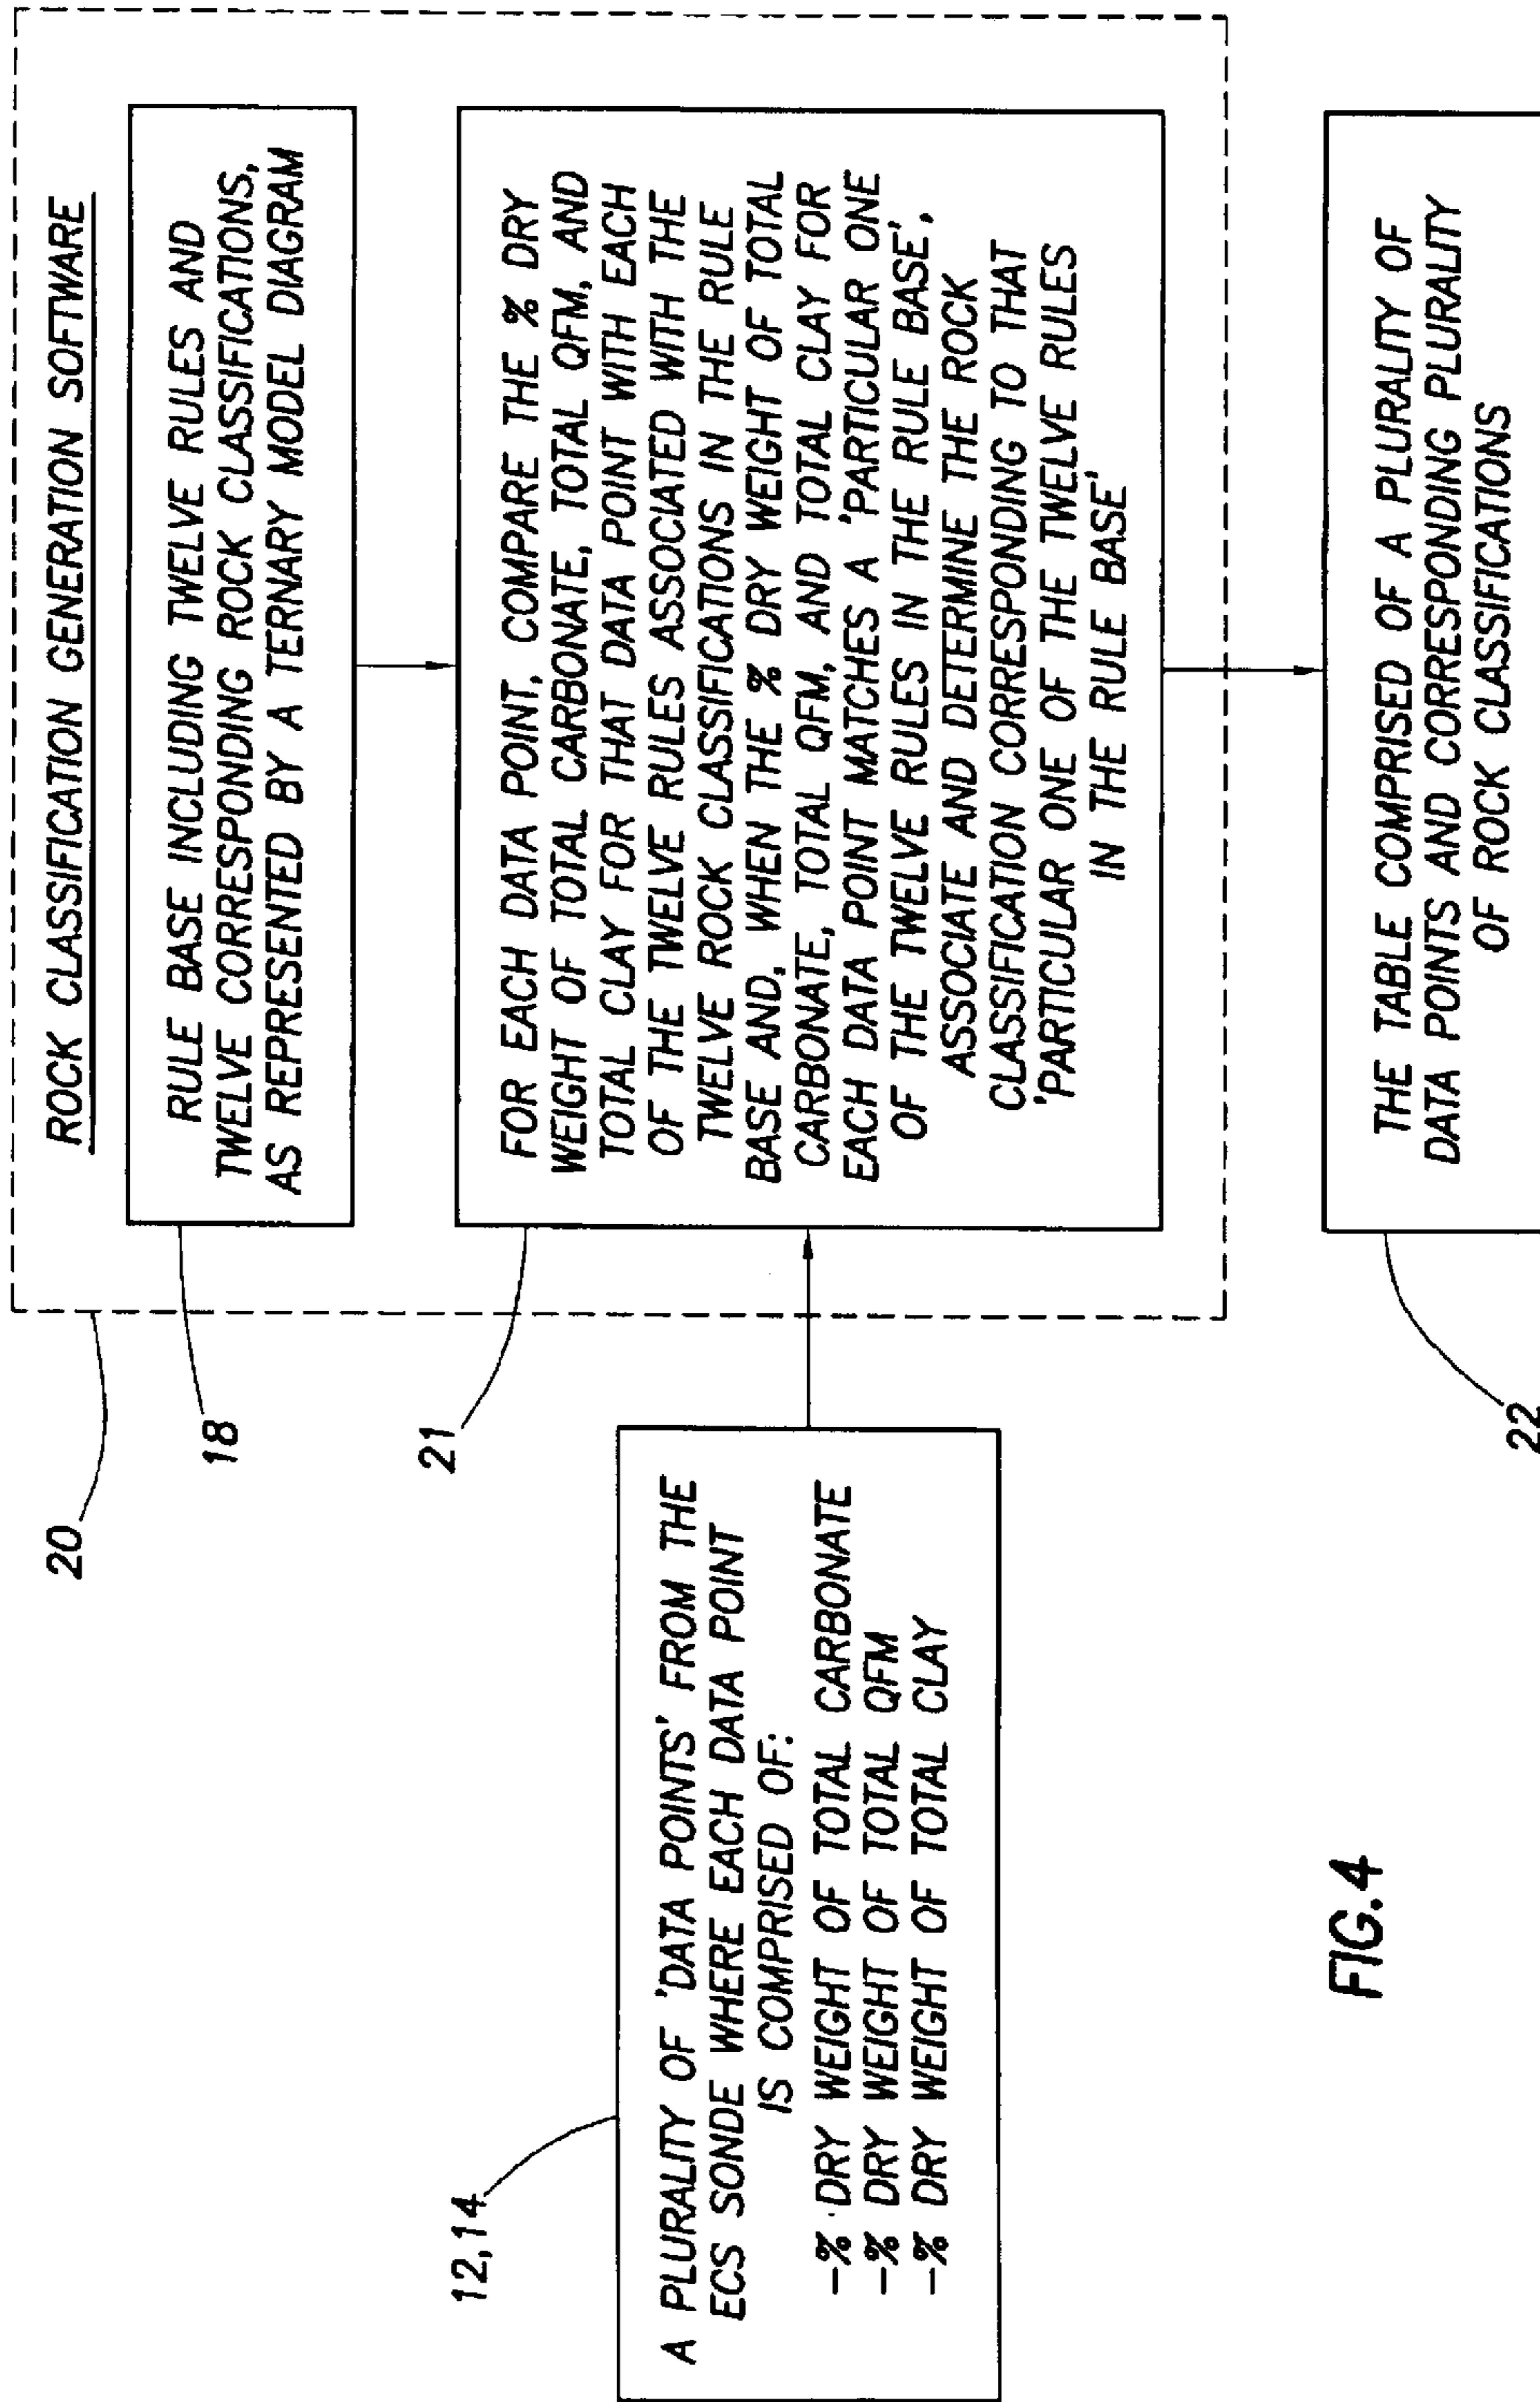 ROCK CLASSIFICATION GENERATION SOFTWARE
20
RULE BASE INCLUDING TWELVE RULES AND
TWELVE CORRESPONDING ROCK CLASSIFICATIONS,
AS REPRESENTED BY A TERNARY MODEL DIAGRAM
18
12,14
A PLURALITY OF 'DATA POINTS' FROM THE
ECS SONDE WHERE EACH DATA POINT
IS COMPRISED OF:
-% DRY WEIGHT OF TOTAL CARBONATE
-% DRY WEIGHT OF TOTAL QFM
-% DRY WEIGHT OF TOTAL CLAY
21
FOR EACH DATA POINT, COMPARE THE % DRY
WEIGHT OF TOTAL CARBONATE, TOTAL QFM, AND
TOTAL CLAY FOR THAT DATA POINT WITH EACH
OF THE TWELVE RULES ASSOCIATED WITH THE
TWELVE ROCK CLASSIFICATIONS IN THE RULE
BASE AND, WHEN THE % DRY WEIGHT OF TOTAL
CARBONATE, TOTAL QFM, AND TOTAL CLAY FOR
EACH DATA POINT MATCHES A 'PARTICULAR ONE
OF THE TWELVE RULES IN THE RULE BASE',
ASSOCIATE AND DETERMINE THE ROCK
CLASSIFICATION CORRESPONDING TO THAT
'PARTICULAR ONE OF THE TWELVE RULES
IN THE RULE BASE'
THE TABLE COMPRISED OF A PLURALITY OF
DATA POINTS AND CORRESPONDING PLURALITY
OF ROCK CLASSIFICATIONS
22
FIG.4